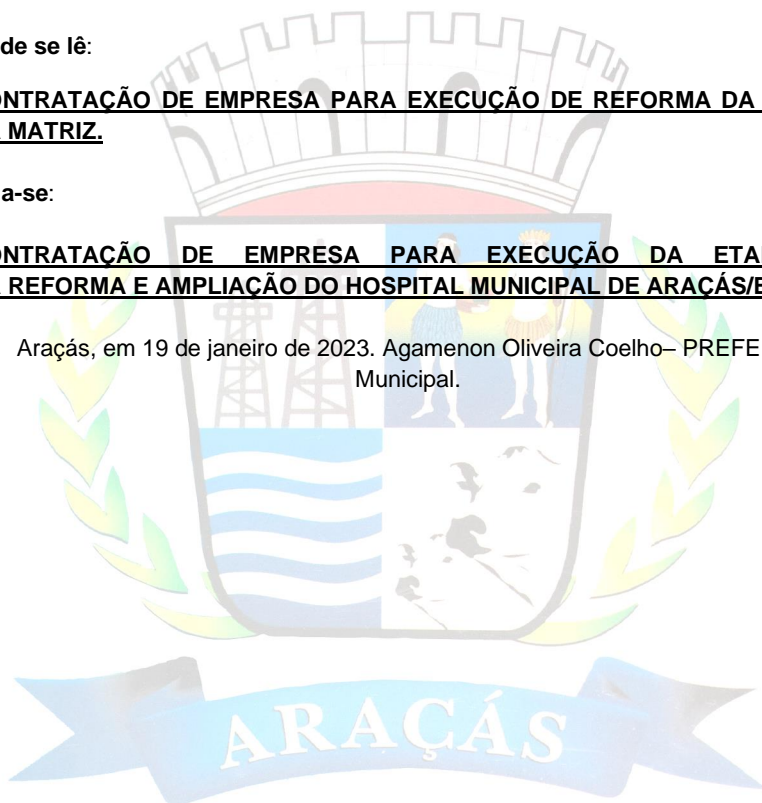 de se lê:
ONTRATAÇÃO DE EMPRESA PARA EXECUÇÃO DE REFORMA DA
MATRIZ.
a-se:
ONTRATAÇÃO DE EMPRESA PARA EXECUÇÃO DA ETA
REFORMA E AMPLIAÇÃO DO HOSPITAL MUNICIPAL DE ARAÇÁS/
Araçás, em 19 de janeiro de 2023. Agamenon Oliveira Coelho– PREFE
Municipal.
ARAÇÁS